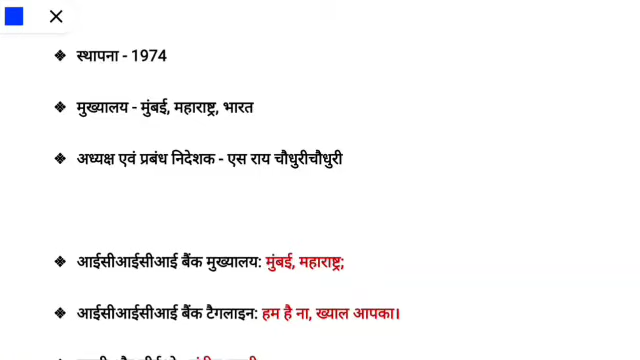 ❖ स्थापना - 1974
❖ मुख्यालय - मुंबई, महाराष्ट्र, भारत
❖ अध्यक्ष एवं प्रबंध निदेशक - एस राय चौधुरीचौधुरी
❖ आईसीआईसीआई बैंक मुख्यालय: मुंबई, महाराष्ट्र;
❖ आईसीआईसीआई बैंक टैगलाइन: हम है ना, ख्याल आपका।